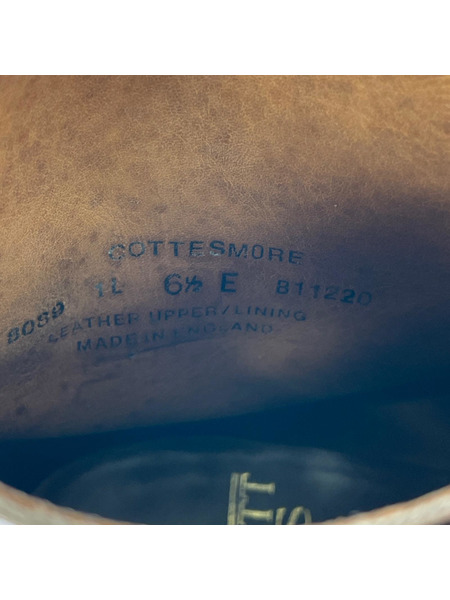 COTTESMORE
8089 1L 6½ E 811220
LEATHER UPPER/LINING
MADE IN ENGLAND